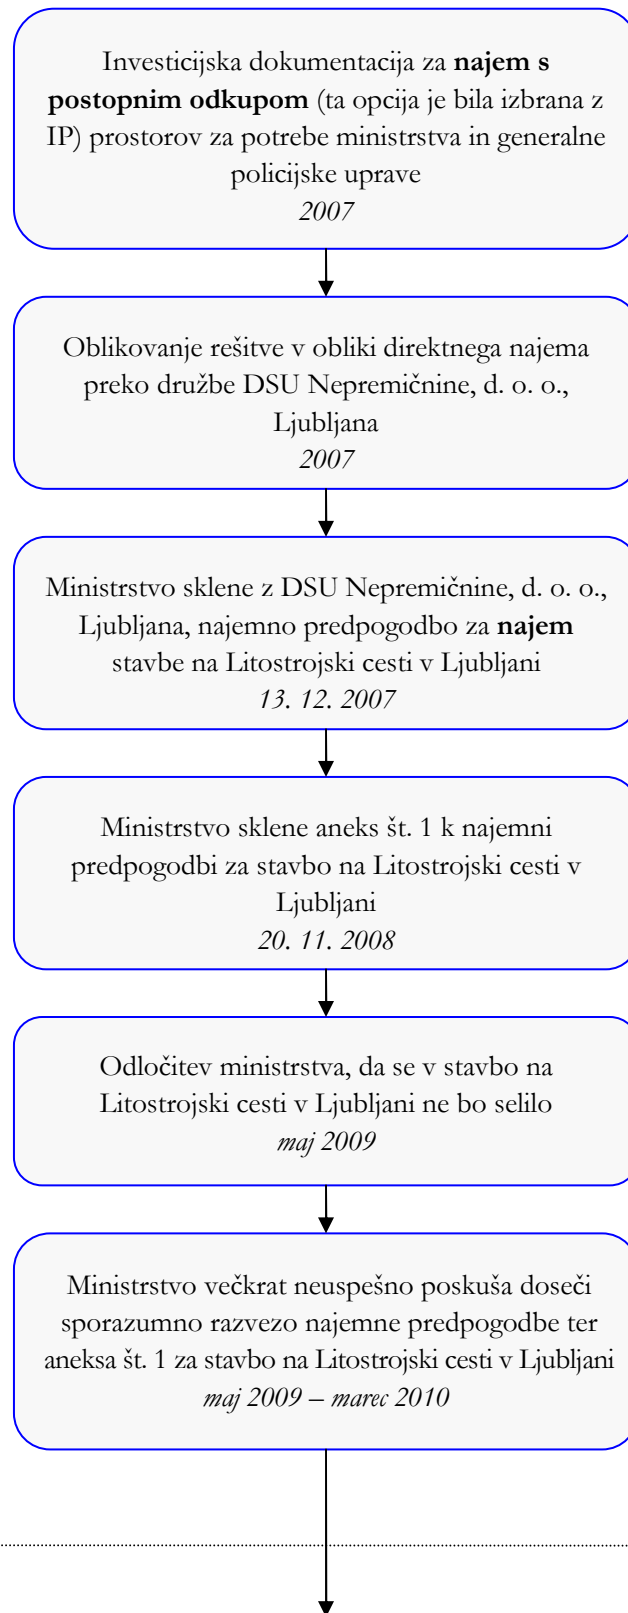 Investicijska dokumentacija za najem s
postopnim odkupom (ta opcija je bila izbrana z
IP) prostorov za potrebe ministrstva in generalne
policijske uprave
2007
Oblikovanje rešitve v obliki direktnega najema
preko družbe DSU Nepremičnine, d. o. o.,
Ljubljana
2007
Ministrstvo sklene z DSU Nepremičnine, d. o. o.,
Ljubljana, najemno predpogodbo za najem
stavbe na Litostrojski cesti v Ljubljani
13. 12. 2007
Ministrstvo sklene aneks št. 1 k najemni
predpogodbi za stavbo na Litostrojski cesti v
Ljubljani
20. 11. 2008
Odločitev ministrstva, da se v stavbo na
Litostrojski cesti v Ljubljani ne bo selilo
maj 2009
Ministrstvo večkrat neuspešno poskuša doseči
sporazumno razvezo najemne predpogodbe ter
aneksa št. 1 za stavbo na Litostrojski cesti v Ljubljani
maj 2009 – marec 2010